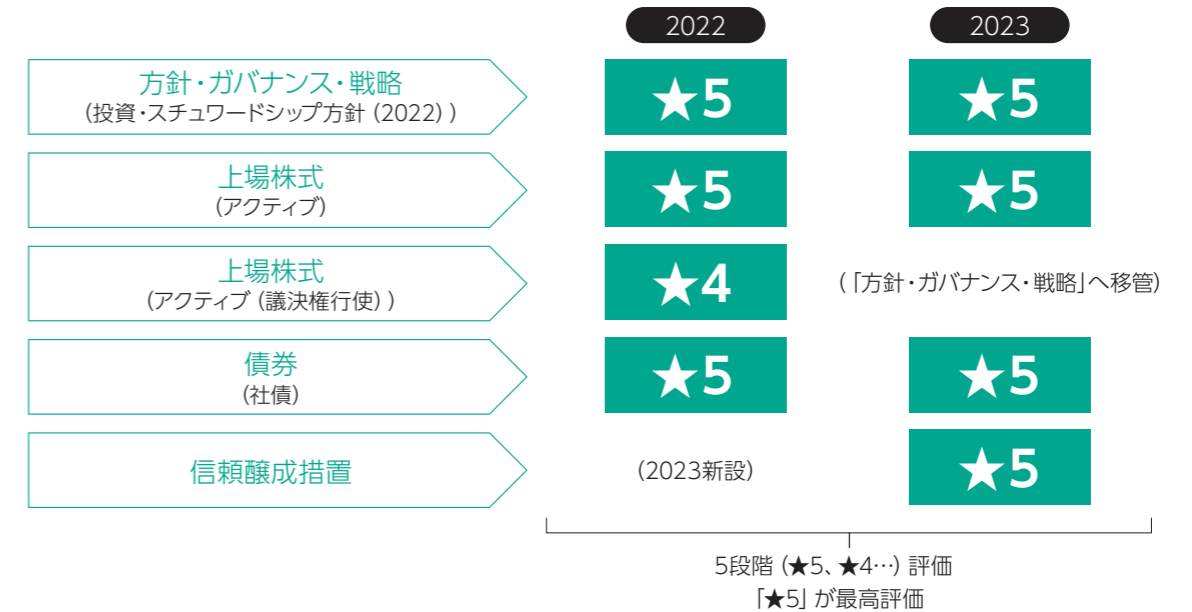 2022
2023
方針・ガバナンス・戦略
(投資・スチュワードシップ方針 (2022) )
★5
★5
上場株式
(アクティブ)
★5
★5
上場株式
(アクティブ (議決権行使) )
★4
(「方針・ガバナンス・戦略」へ移管)
債券
(社債)
★5
★5
信頼醸成措置
(2023新設)
★5
5段階 (★5、★4…) 評価
「★5」が最高評価